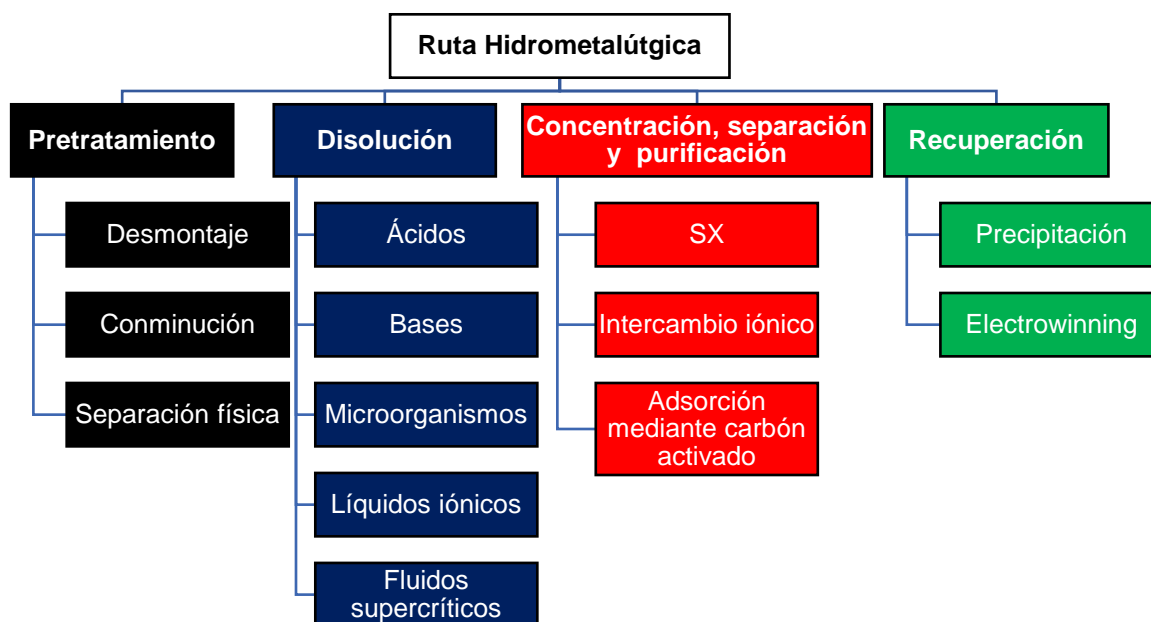 Ruta Hidrometalútgica
Pretratamiento
Desmontaje
Conminución
Separación física
Disolución
Ácidos
Bases
Microorganismos
Líquidos iónicos
Fluidos
supercríticos
Concentración, separación
y purificación
SX
Intercambio iónico
Adsorción
mediante carbón
activado
Recuperación
Precipitación
Electrowinning